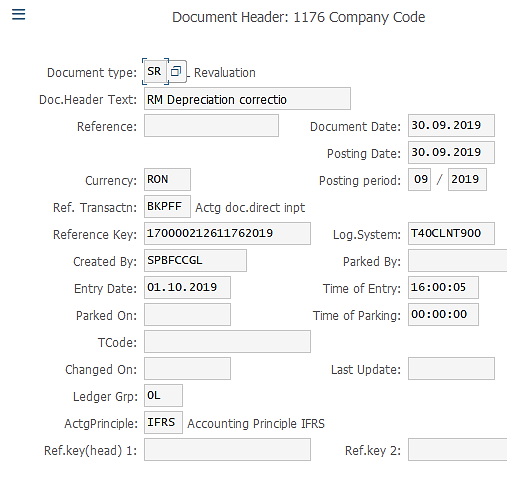 Document Header: 1176 Company Code
Document type: SR L Revaluation
Doc.Header Text: RM Depreciation correctio
Reference: Document Date: 30.09.2019
Posting Date: 30.09.2019
Currency: RON Posting period: 09 / 2019
Ref. Transactn: BKPFF Actg doc.direct inpt
Reference Key: 170000212611762019 Log.System: T40CLNT900
Created By: SPBFCCGL Parked By:
Entry Date: 01.10.2019 Time of Entry: 16:00:05
Parked On: Time of Parking: 00:00:00
TCode:
Changed On: Last Update:
Ledger Grp: 0L
ActgPrinciple: IFRS Accounting Principle IFRS
Ref.key(head) 1: Ref.key 2: